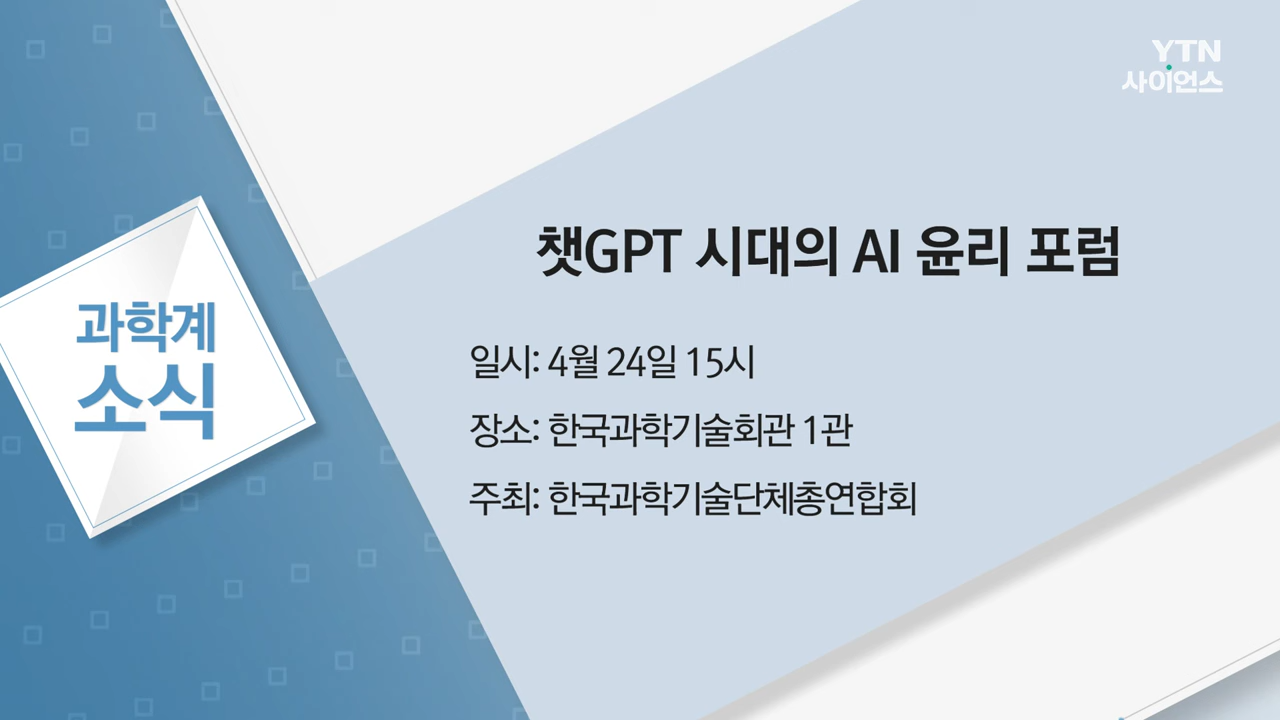 YTN
사이언스
과학계
소식
챗GPT 시대의 AI 윤리 포럼
일시: 4월 24일 15시
장소: 한국과학기술회관 1관
주최: 한국과학기술단체총연합회